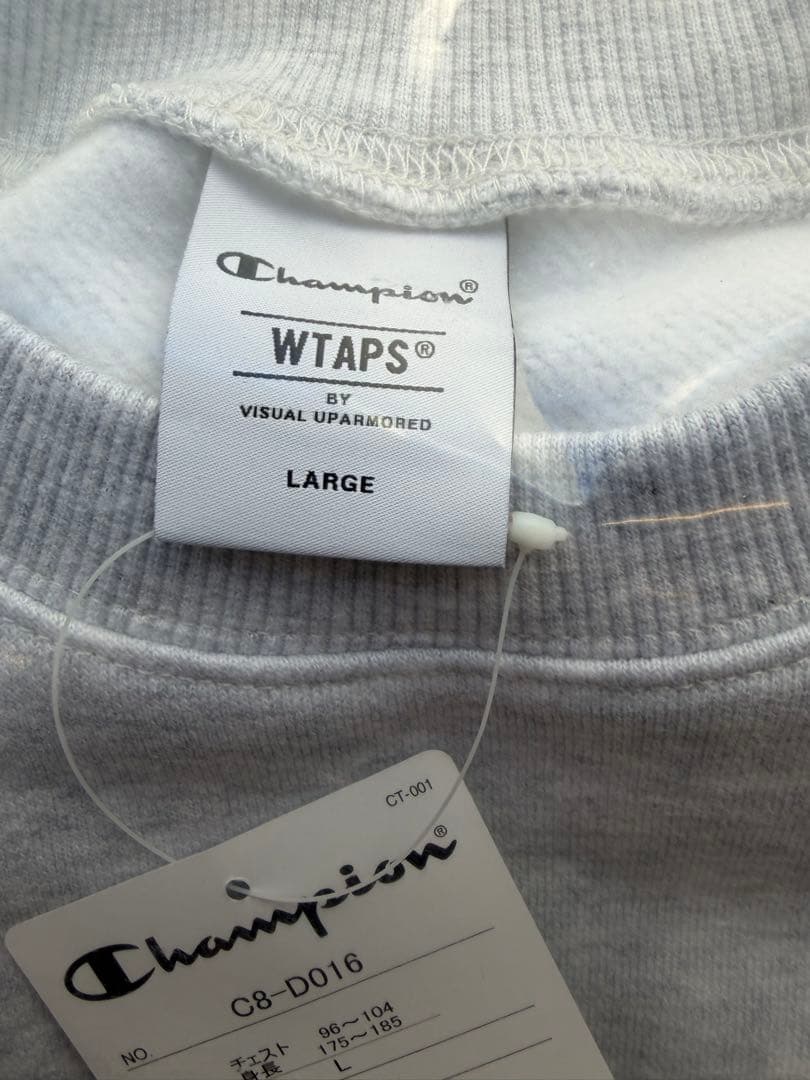 Champion®
WTAPS®
BY
VISUAL UPARMORED
LARGE
CT-001
Champion®
NO. C8-D016
チェスト 96～104
身長 175～185
L